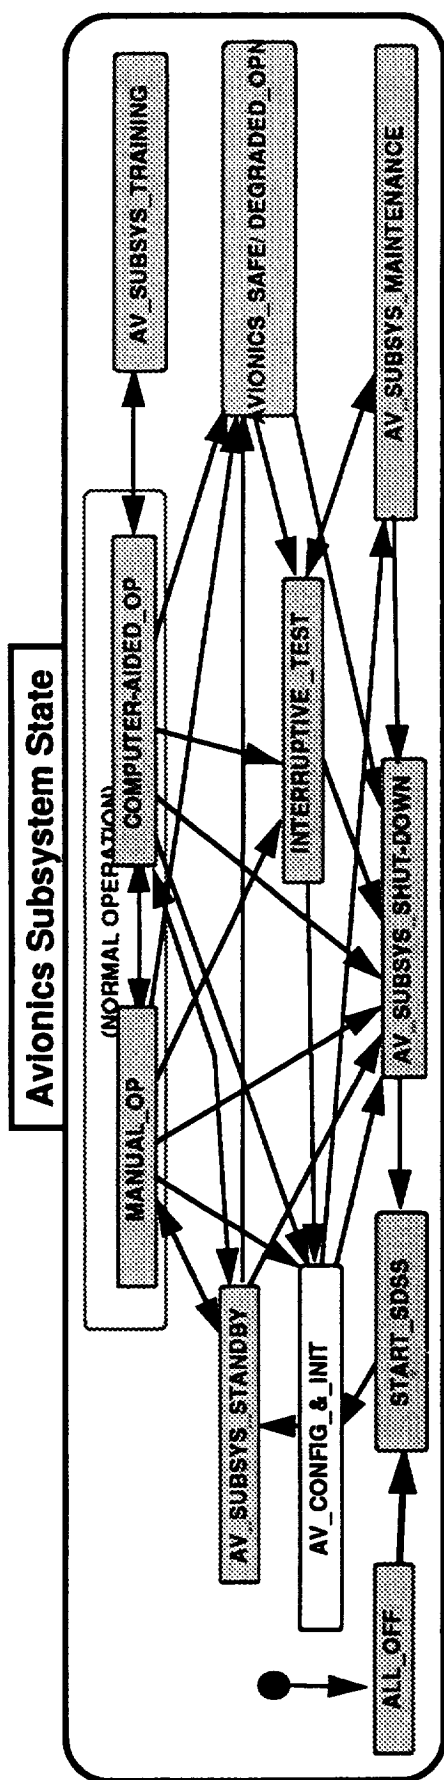 Avionics Subsystem State
(NORMAL OPERATION)
MANUAL_OP
COMPUTER-AIDED_OP
AV_SUBSYS_TRAINING
AV_SUBSYS_STANDBY
AVIONICS_SAFE/ DEGRADED_OPN
AV_CONFIG_&_INIT
INTERRUPTIVE_TEST
ALL_OFF
START_SDSS
AV_SUBSYS_SHUT-DOWN
AV_SUBSYS_MAINTENANCE